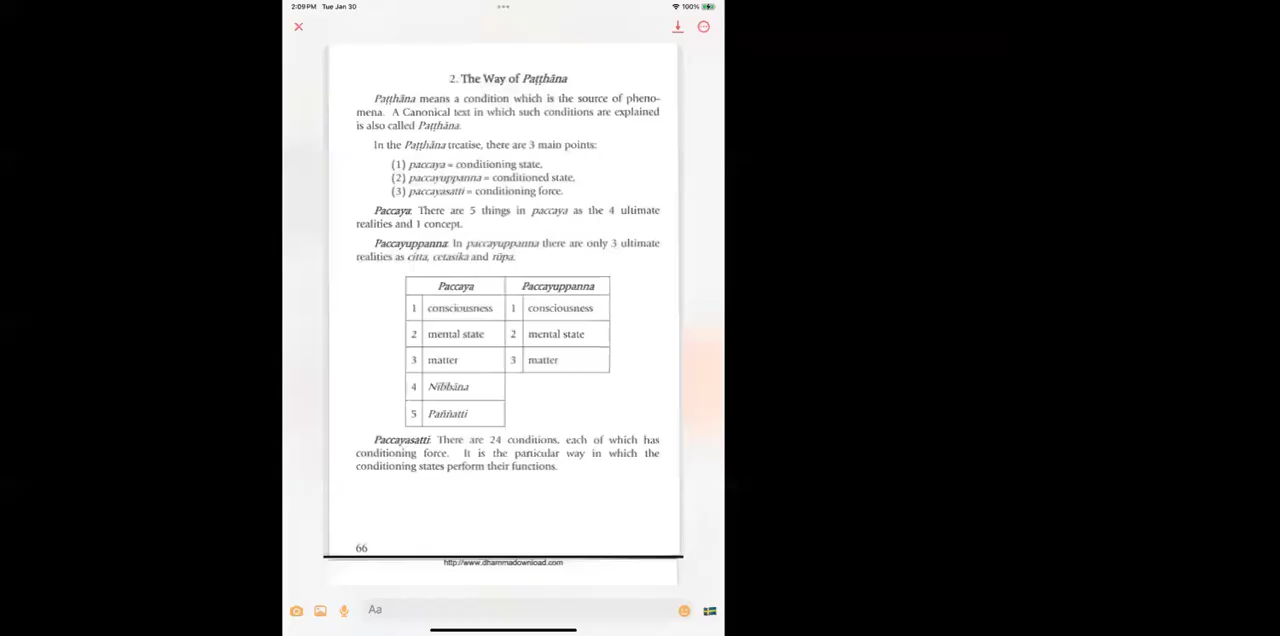 2:09 PM Tue Jan 30
100%
2. The Way of Paṭṭhāna
Paṭṭhāna means a condition which is the source of pheno-
mena. A Canonical text in which such conditions are explained
is also called Paṭṭhāna.
In the Paṭṭhāna treatise, there are 3 main points:
(1) paccaya = conditioning state,
(2) paccayuppanna = conditioned state,
(3) paccayasatti = conditioning force.
Paccaya: There are 5 things in paccaya as the 4 ultimate
realities and 1 concept.
Paccayuppanna: In paccayuppanna there are only 3 ultimate
realities as citta, cetasika and rūpa.
Paccaya Paccayuppanna
1 consciousness 1 consciousness
2 mental state 2 mental state
3 matter 3 matter
4 Nibbāna
5 Paññatti
Paccayasatti: There are 24 conditions, each of which has
conditioning force. It is the particular way in which the
conditioning states perform their functions.
66
http://www.dhammadownload.com
Aa